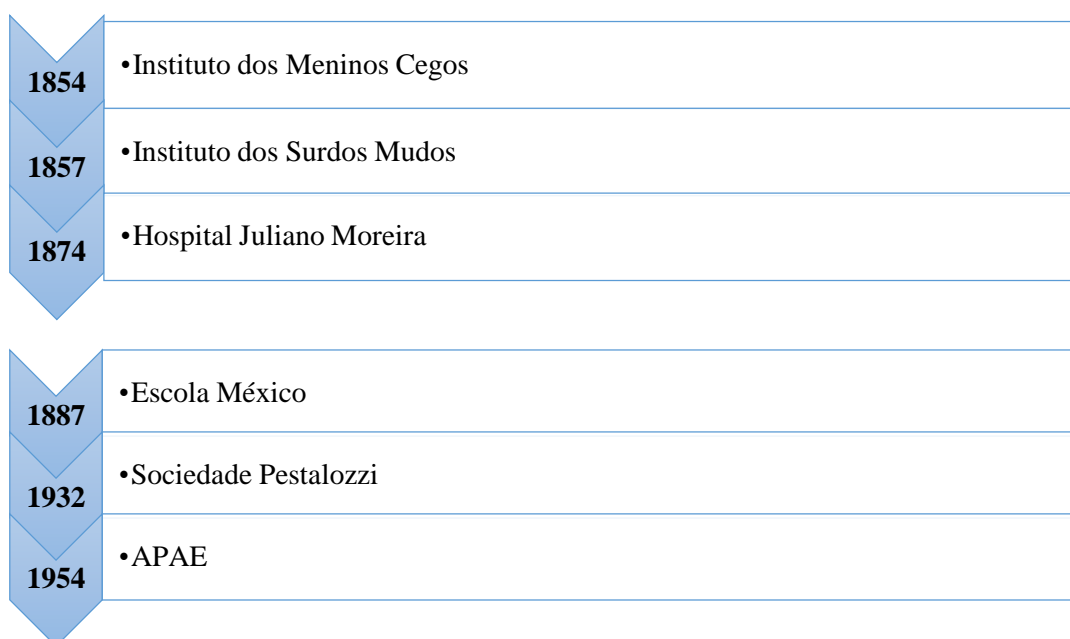 1854
•Instituto dos Meninos Cegos
1857
•Instituto dos Surdos Mudos
1874
•Hospital Juliano Moreira
1887
•Escola México
1932
•Sociedade Pestalozzi
1954
•APAE